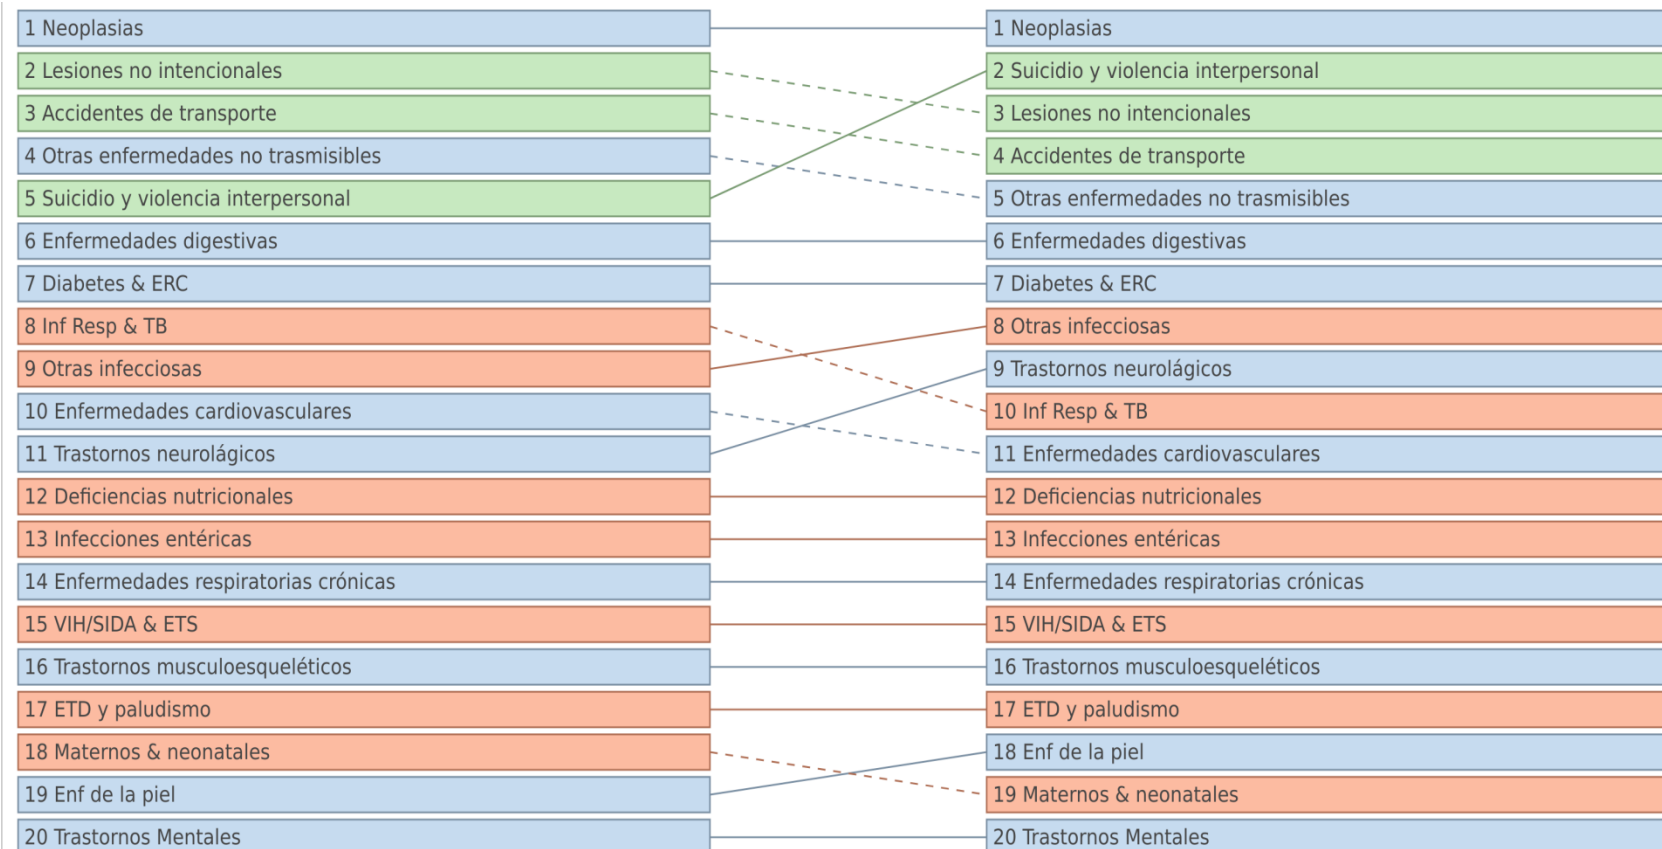 1 Neoplasias
2 Lesiones no intencionales
3 Accidentes de transporte
4 Otras enfermedades no trasmisibles
5 Suicidio y violencia interpersonal
6 Enfermedades digestivas
7 Diabetes & ERC
8 Inf Resp & TB
9 Otras infecciosas
10 Enfermedades cardiovasculares
11 Trastornos neurolágicos
12 Deficiencias nutricionales
13 Infecciones entéricas
14 Enfermedades respiratorias crónicas
15 VIH/SIDA & ETS
16 Trastornos musculoesqueléticos
17 ETD y paludismo
18 Maternos & neonatales
19 Enf de la piel
20 Trastornos Mentales
1 Neoplasias
2 Suicidio y violencia interpersonal
3 Lesiones no intencionales
4 Accidentes de transporte
5 Otras enfermedades no trasmisibles
6 Enfermedades digestivas
7 Diabetes & ERC
8 Otras infecciosas
9 Trastornos neurolágicos
10 Inf Resp & TB
11 Enfermedades cardiovasculares
12 Deficiencias nutricionales
13 Infecciones entéricas
14 Enfermedades respiratorias crónicas
15 VIH/SIDA & ETS
16 Trastornos musculoesqueléticos
17 ETD y paludismo
18 Enf de la piel
19 Maternos & neonatales
20 Trastornos Mentales